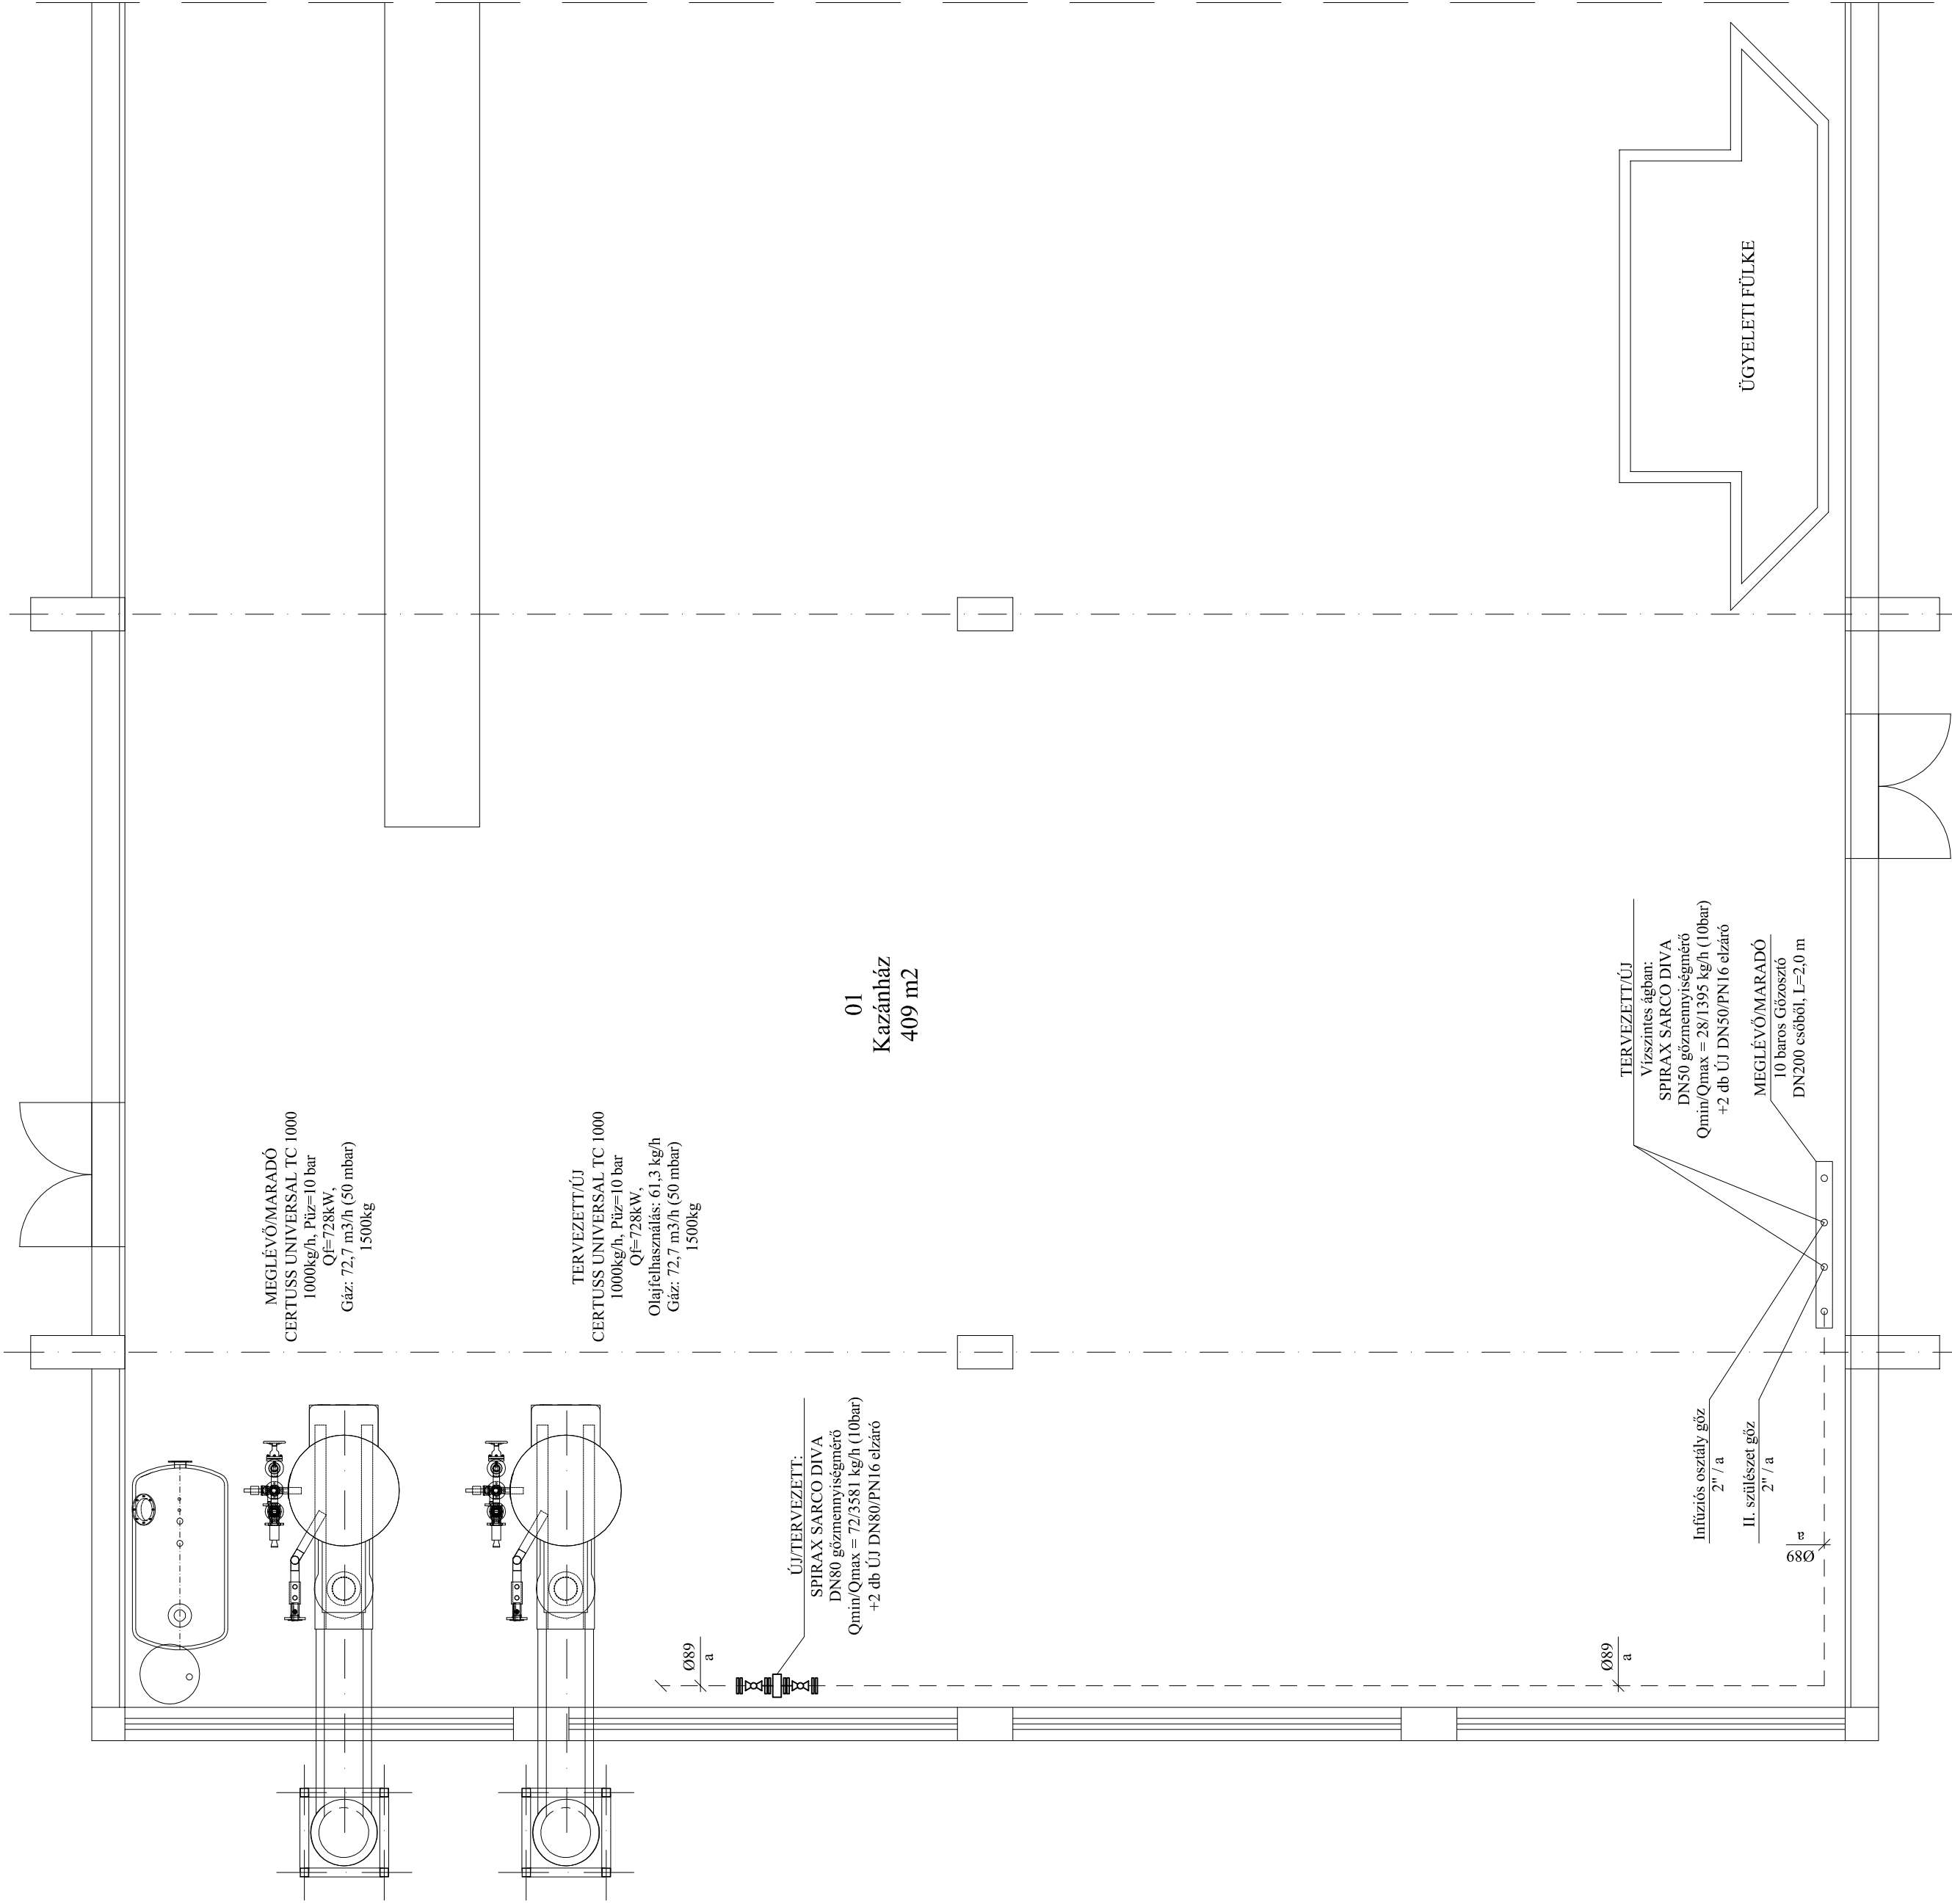 ÜGYELETI FÜLKE
01
Kazánház
409 m2
MEGLÉVŐ/MARADÓ
CERTUSS UNIVERSAL TC 1000
1000kg/h, Püz=10 bar
Qf=728kW,
Gáz: 72,7 m3/h (50 mbar)
1500kg
TERVEZETT/ÚJ
CERTUSS UNIVERSAL TC 1000
1000kg/h, Püz=10 bar
Qf=728kW,
Olajfelhasználás: 61,3 kg/h
Gáz: 72,7 m3/h (50 mbar)
1500kg
TERVEZETT/ÚJ
Vízszintes ágban:
SPIRAX SARCO DIVA
DN50 gőzmennyiségmérő
Qmin/Qmax = 28/1395 kg/h (10bar)
+2 db ÚJ DN50/PN16 elzáró
MEGLÉVŐ/MARADÓ
10 baros Gőzosztó
DN200 csőből, L=2,0 m
ÚJ/TERVEZETT:
SPIRAX SARCO DIVA
DN80 gőzmennyiségmérő
Qmin/Qmax = 72/3581 kg/h (10bar)
+2 db ÚJ DN80/PN16 elzáró
Infúziós osztály gőz
2" / a
II. szülészet gőz
2" / a
Ø89
a
Ø89
a
Ø89
a